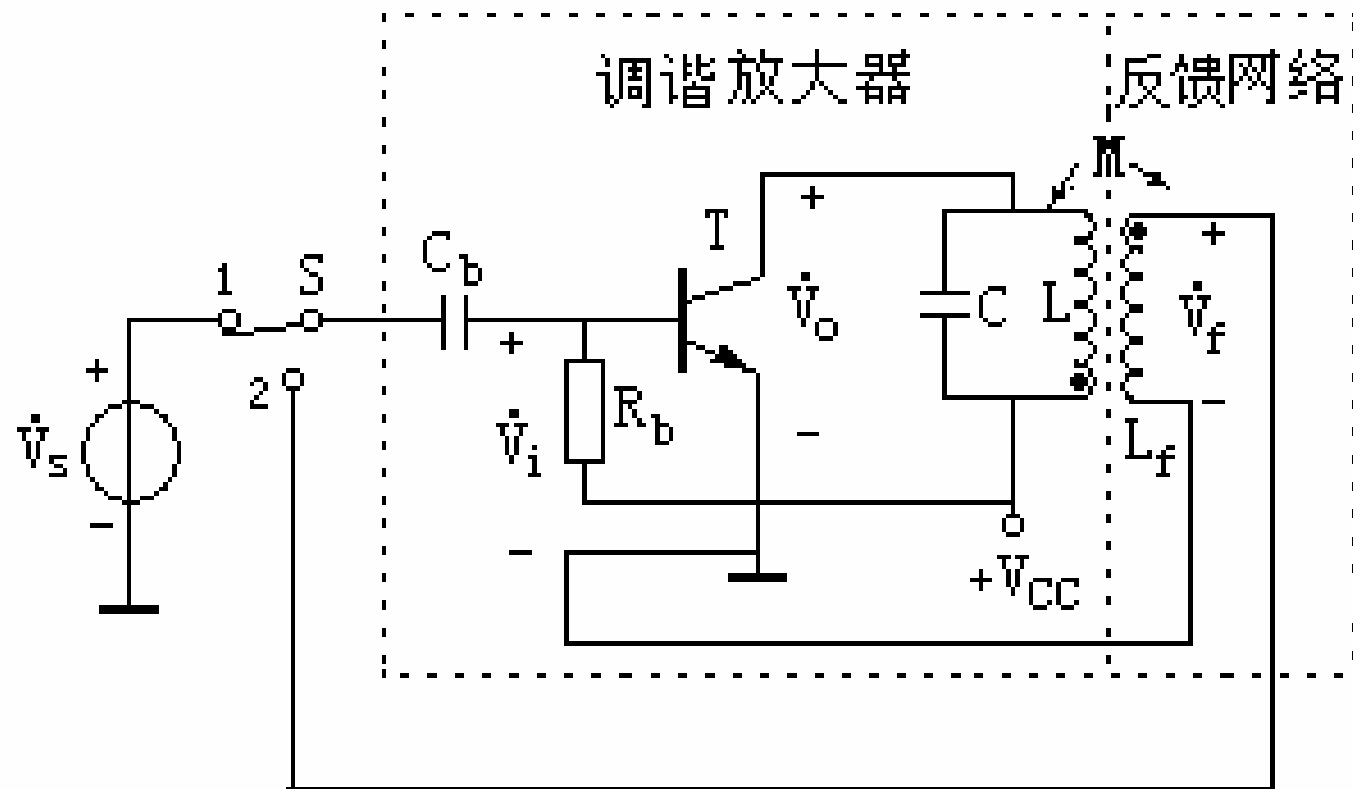 调谐放大器
反馈网络
M
+
T
+
1
S
C_b
C
L
V̇_o
V̇_f
+
+
2
R_b
V̇_s
V̇_i
-
-
L_f
-
-
+V_CC